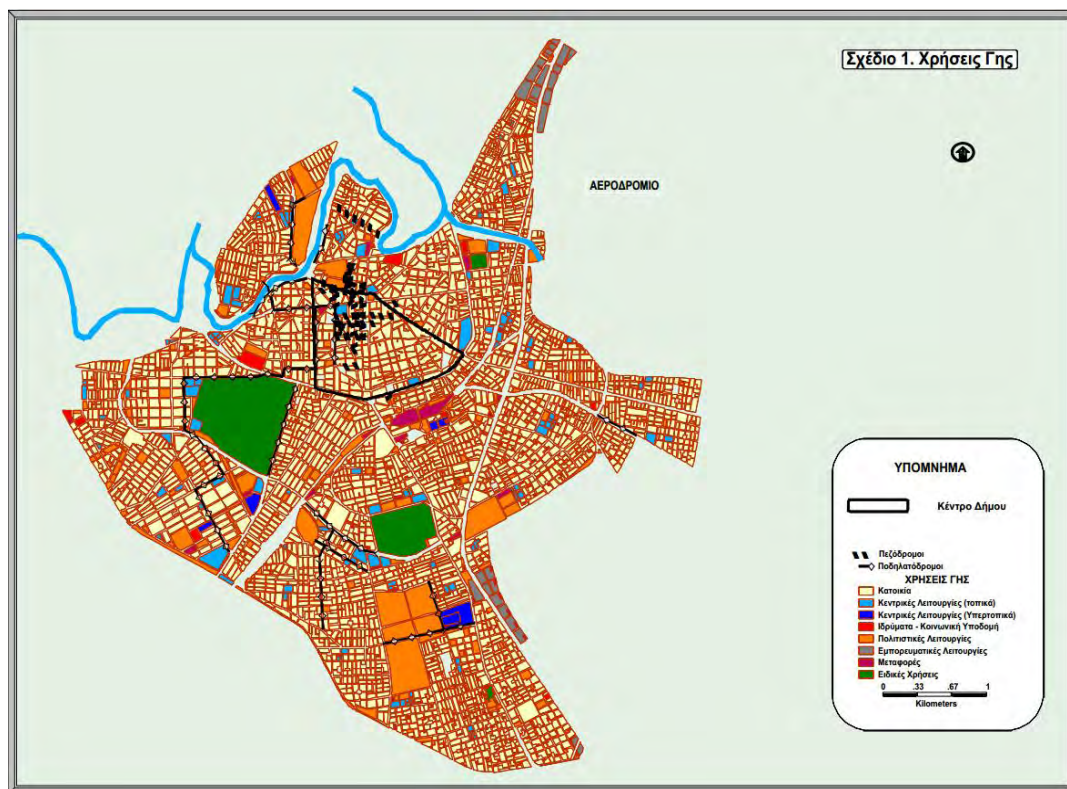 Σχέδιο 1. Χρήσεις Γης
ΑΕΡΟΔΡΟΜΙΟ
ΥΠΟΜΝΗΜΑ
Κέντρο Δήμου
Πεζόδρομοι
Ποδηλατόδρομοι
ΧΡΗΣΕΙΣ ΓΗΣ
Κατοικία
Κεντρικές Λειτουργίες (τοπικά)
Κεντρικές Λειτουργίες (Υπερτοπικά)
Ιδρύματα - Κοινωνική Υποδομή
Πολιτιστικές Λειτουργίες
Εμπορευματικές Λειτουργίες
Μεταφορές
Ειδικές Χρήσεις
0 .33 .67 1
Kilometers